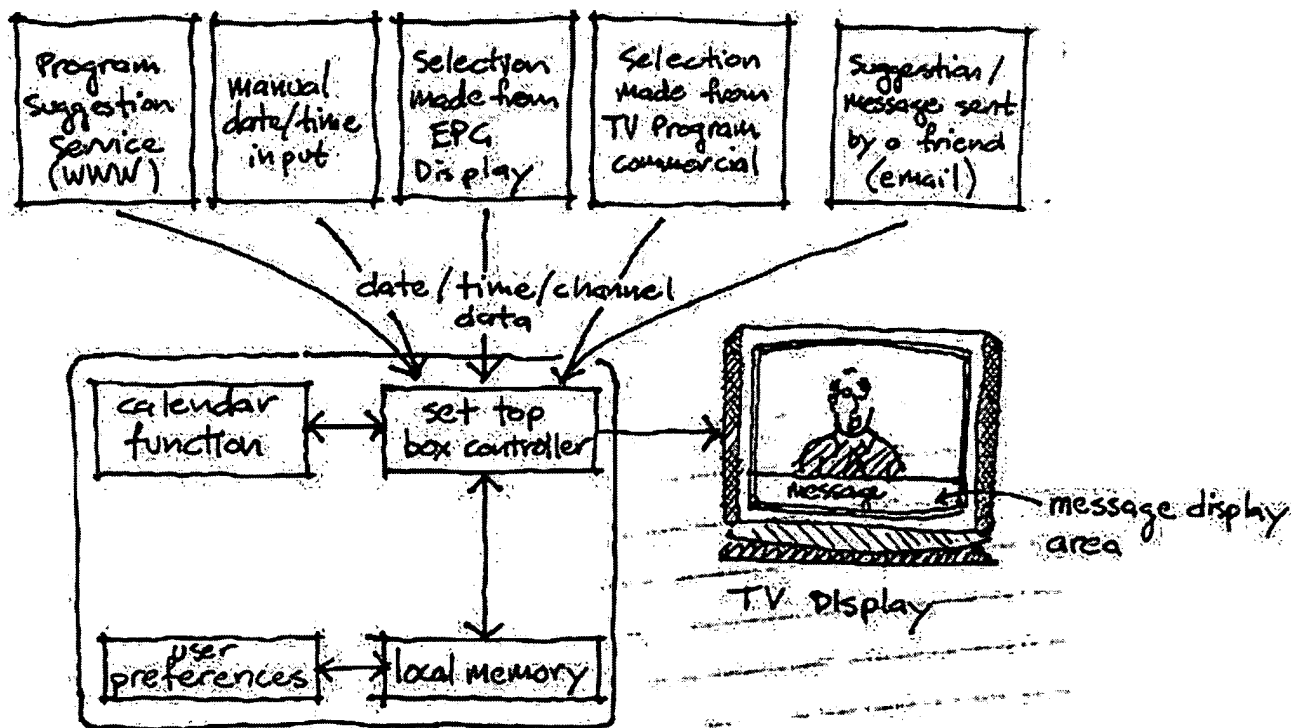 Program
Suggestion
Service
(WWW)
manual
date/time
input
Selection
made from
EPG
Display
Selection
made from
TV Program
commercial
Suggestion/
message sent
by a friend
(email)
date/time/channel
data
calendar
function
set top
box controller
message
message display
area
TV Display
user
preferences
local memory